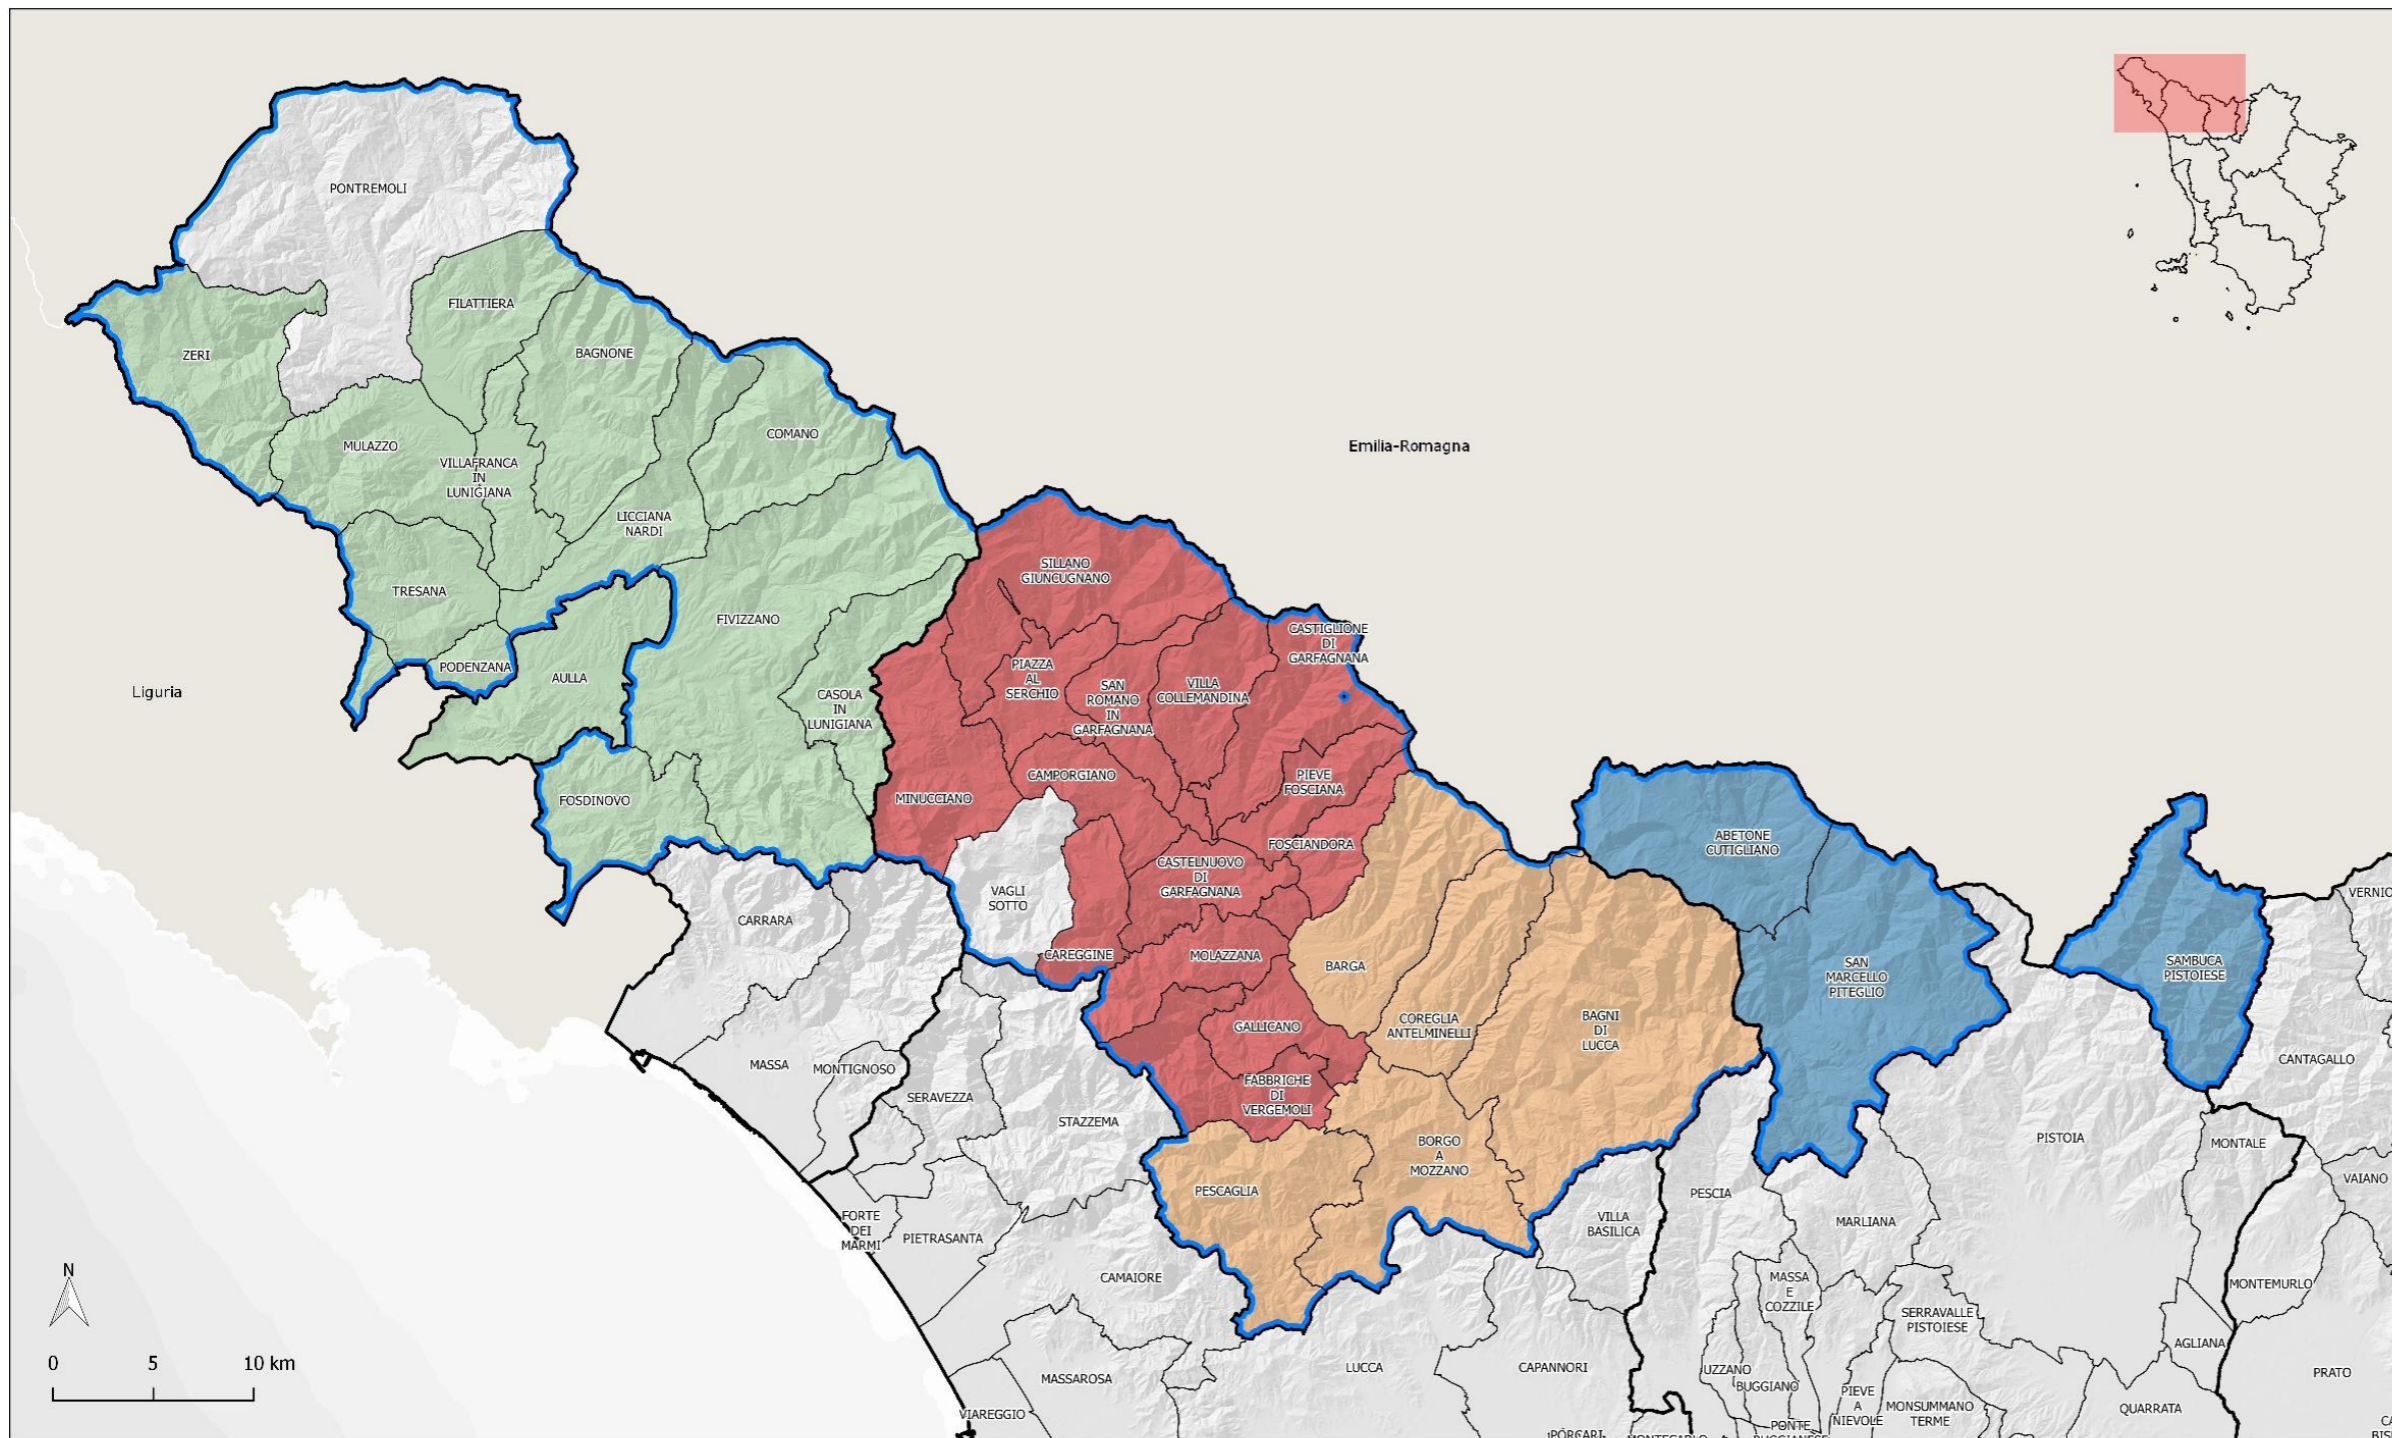 PONTREMOLI
FILATTIERA
ZERI
BAGNONE
MULAZZO
COMANO
VILLAFRANCA
IN
LUNIGIANA
LICCIANA
NARDI
Emilia-Romagna
TRESANA
FIVIZZANO
PODENZANA
AULLA
Liguria
CASOLA
IN
LUNIGIANA
FOSDINOVO
SILLANO
GIUNCUGNANO
CASTIGLIONE
DI
GARFAGNANA
PIAZZA
AL
SERCHIO
SAN
ROMANO
IN
GARFAGNANA
VILLA
COLLEMANDINA
CAMPORGIANO
PIEVE
FOSCIANA
MINUCCIANO
FOSCIANDORA
CASTELNUOVO
DI
GARFAGNANA
VAGLI
SOTTO
CAREGGINE
MOLAZZANA
BARGA
GALLICANO
COREGLIA
ANTELMINELLI
BAGNI
DI
LUCCA
FABBRICHE
DI
VERGEMOLI
BORGO
A
MOZZANO
PESCAGLIA
ABETONE
CUTIGLIANO
SAN
MARCELLO
PITEGLIO
SAMBUCA
PISTOIESE
VERNIO
CANTAGALLO
CARRARA
MASSA
MONTIGNOSO
SERAVEZZA
STAZZEMA
FORTE
DEI
MARMI
PIETRASANTA
CAMAIORE
MASSAROSA
VIAREGGIO
LUCCA
CAPANNORI
VILLA
BASILICA
PESCIA
MARLIANA
PISTOIA
MONTALE
VAIANO
MONTEMURLO
MASSA
E
COZZILE
SERRAVALLE
PISTOIESE
AGLIANA
PRATO
UZZANO
BUGGIANO
PIEVE
A
NIEVOLE
MONSUMMANO
TERME
QUARRATA
PORCARI
PONTE
N
0 5 10 km